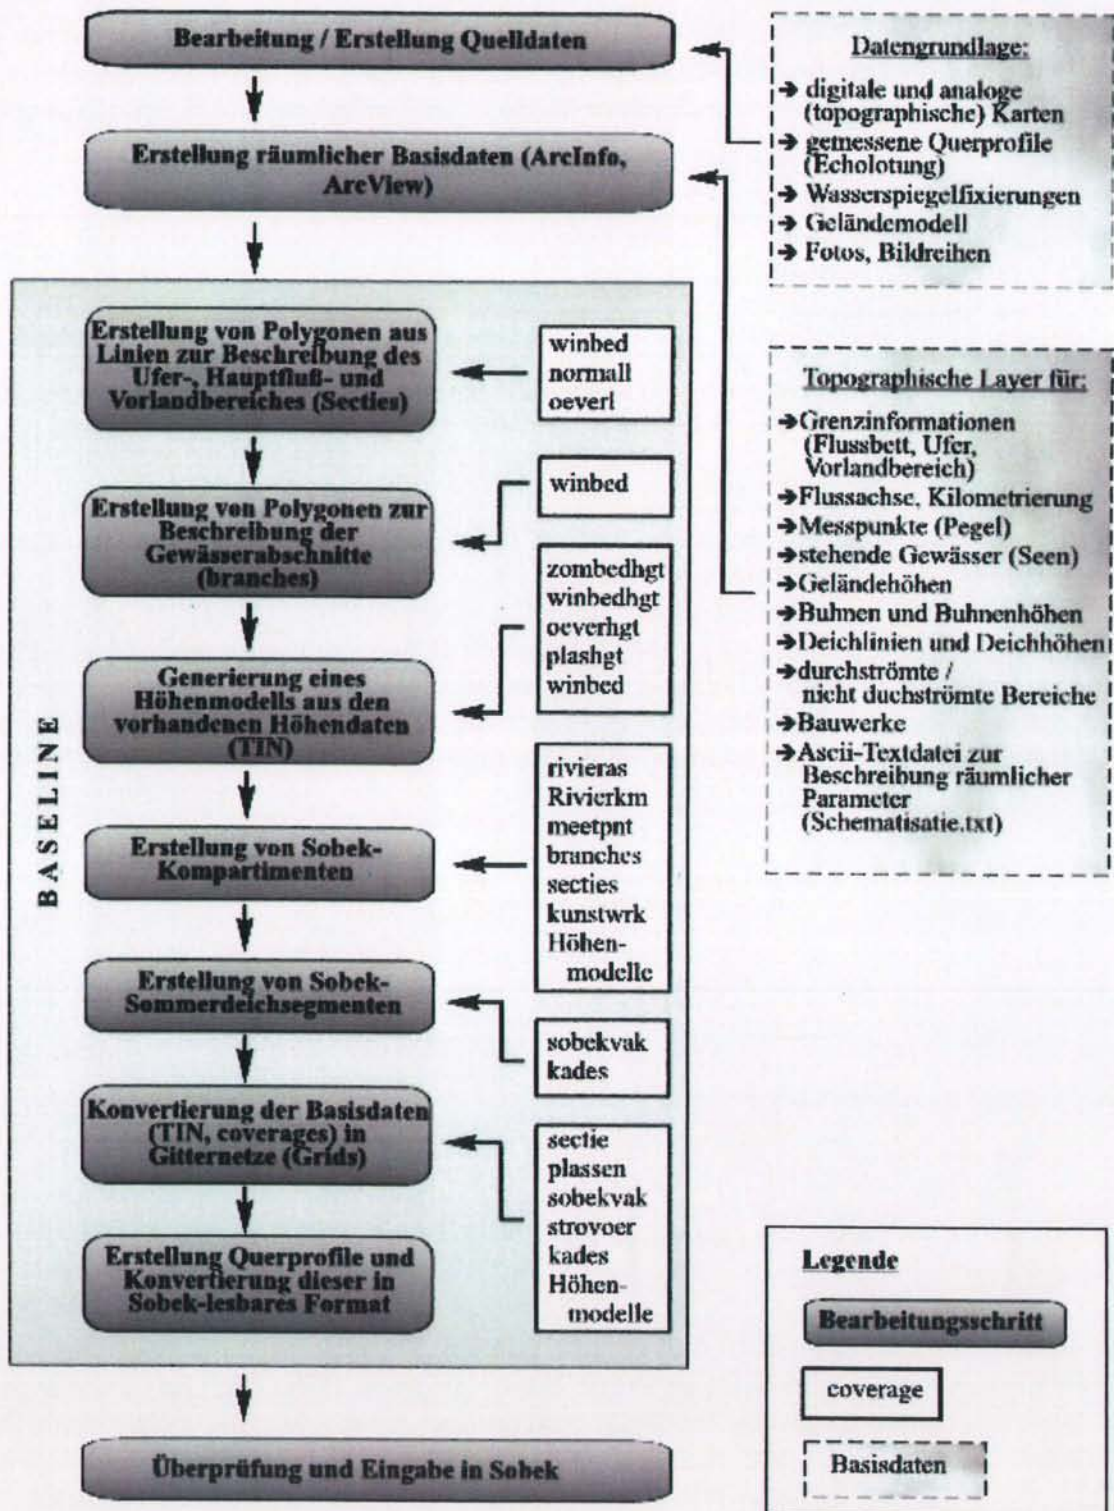 Bearbeitung / Erstellung Quelldaten
Erstellung räumlicher Basisdaten (ArcInfo,
ArcView)
Datengrundlage:
➔ digitale und analoge
(topographische) Karten
➔ gemessene Querprofile
(Echolotung)
➔ Wasserspiegelfixierungen
➔ Geländemodell
➔ Fotos, Bildreihen
BASELINE
Erstellung von Polygonen aus
Linien zur Beschreibung des
Ufer-, Hauptfluß- und
Vorlandbereiches (Secties)
winbed
normall
oeverl
Erstellung von Polygonen zur
Beschreibung der
Gewässerabschnitte
(branches)
winbed
Generierung eines
Höhenmodells aus den
vorhandenen Höhendaten
(TIN)
zombedhgt
winbedhgt
oeverhgt
plashgt
winbed
Erstellung von Sobek-
Kompartimenten
rivieras
Rivierkm
meetpnt
branches
secties
kunstwrk
Höhen-
modelle
Erstellung von Sobek-
Sommerdeichsegmenten
sobekvak
kades
Konvertierung der Basisdaten
(TIN, coverages) in
Gitternetze (Grids)
sectie
plassen
sobekvak
strovoer
kades
Höhen-
modelle
Erstellung Querprofile und
Konvertierung dieser in
Sobek-lesbares Format
Überprüfung und Eingabe in Sobek
Topographische Layer für:
➔Grenzinformationen
(Flussbett, Ufer,
Vorlandbereich)
➔Flussachse, Kilometrierung
➔Messpunkte (Pegel)
➔stehende Gewässer (Seen)
➔Geländehöhen
➔Buhnen und Buhnenhöhen
➔Deichlinien und Deichhöhen
➔durchströmte /
nicht duchströmte Bereiche
➔Bauwerke
➔Ascii-Textdatei zur
Beschreibung räumlicher
Parameter
(Schematisatie.txt)
Legende
Bearbeitungsschritt
coverage
Basisdaten